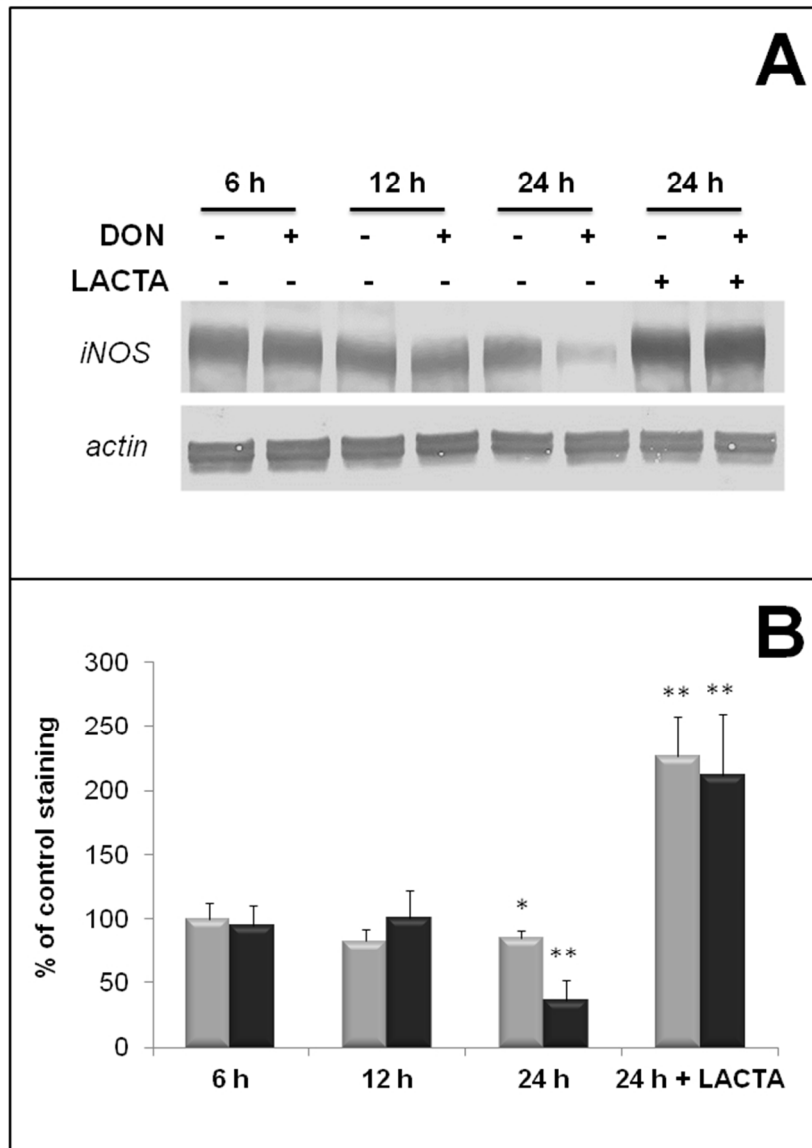 A
6 h 12 h 24 h 24 h
DON - + - + - + - +
LACTA - - - - - - + +
iNOS
actin
B
300
250
200
150
100
50
0
% of control staining
* ** ** **
6 h 12 h 24 h 24 h + LACTA